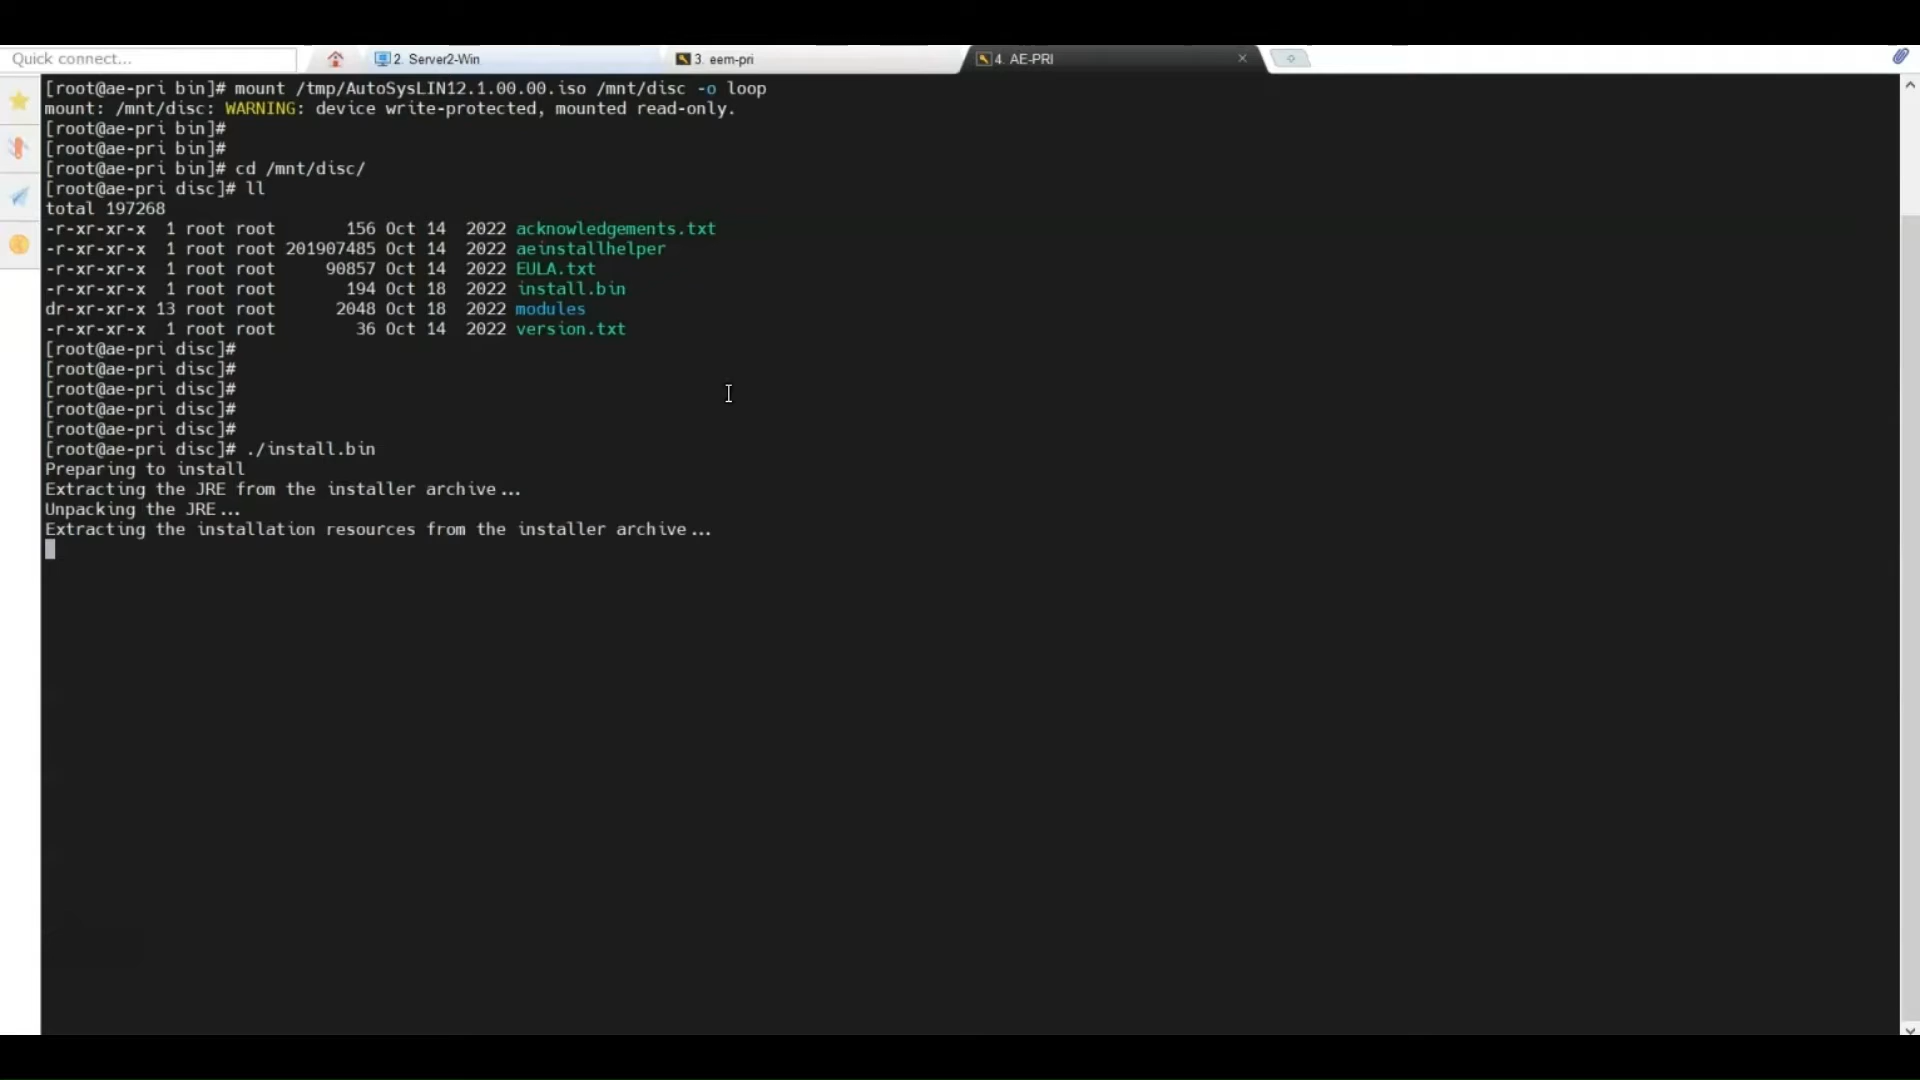 Quick connect...
2. Server2-Win
3. eem-pri
4. AE-PRI
[root@ae-pri bin]# mount /tmp/AutoSysLIN12.1.00.00.iso /mnt/disc -o loop
mount: /mnt/disc: WARNING: device write-protected, mounted read-only.
[root@ae-pri bin]#
[root@ae-pri bin]#
[root@ae-pri bin]# cd /mnt/disc/
[root@ae-pri disc]# ll
total 197268
-r-xr-xr-x 1 root root 156 Oct 14 2022 acknowledgements.txt
-r-xr-xr-x 1 root root 201907485 Oct 14 2022 aeinstallhelper
-r-xr-xr-x 1 root root 90857 Oct 14 2022 EULA.txt
-r-xr-xr-x 1 root root 194 Oct 18 2022 install.bin
dr-xr-xr-x 13 root root 2048 Oct 18 2022 modules
-r-xr-xr-x 1 root root 36 Oct 14 2022 version.txt
[root@ae-pri disc]#
[root@ae-pri disc]#
[root@ae-pri disc]#
[root@ae-pri disc]#
[root@ae-pri disc]#
[root@ae-pri disc]# ./install.bin
Preparing to install
Extracting the JRE from the installer archive...
Unpacking the JRE...
Extracting the installation resources from the installer archive...